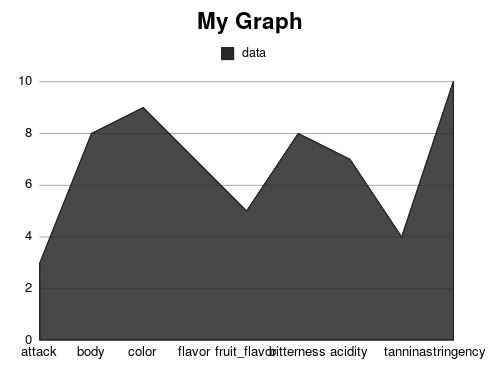 My Graph
data
10
8
6
4
2
0
attack body color flavor fruit_flavor bitterness acidity tannin astringency